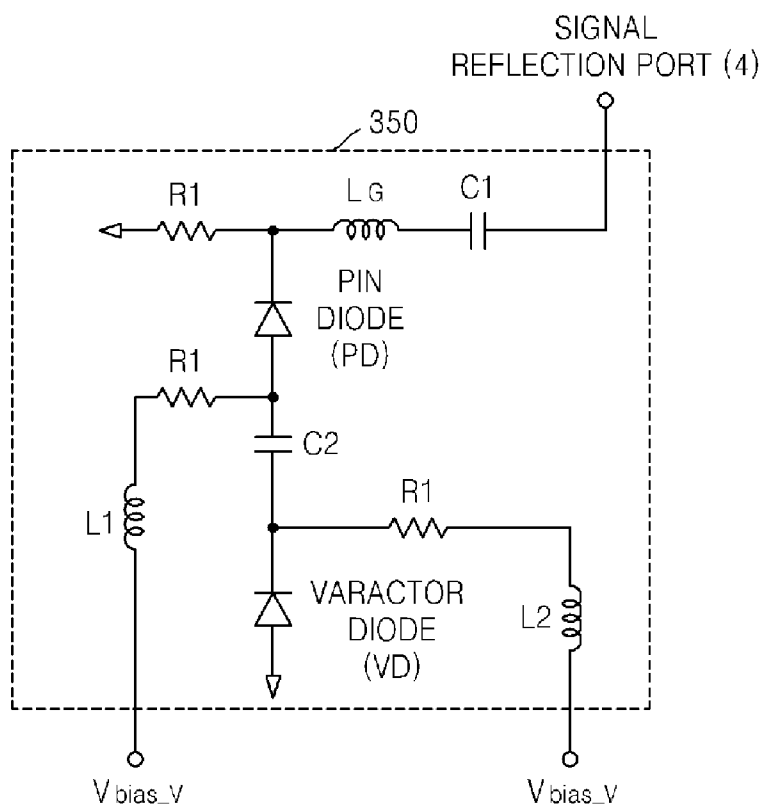 SIGNAL
REFLECTION PORT (4)
350
R1
LG
C1
PIN
DIODE
(PD)
R1
C2
R1
L1
VARACTOR
DIODE
(VD)
L2
Vbias_V
Vbias_V